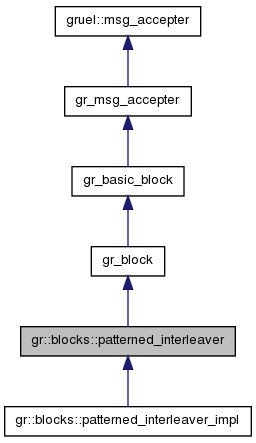 gruel::msg_accepter
gr_msg_accepter
gr_basic_block
gr_block
gr::blocks::patterned_interleaver
gr::blocks::patterned_interleaver_impl